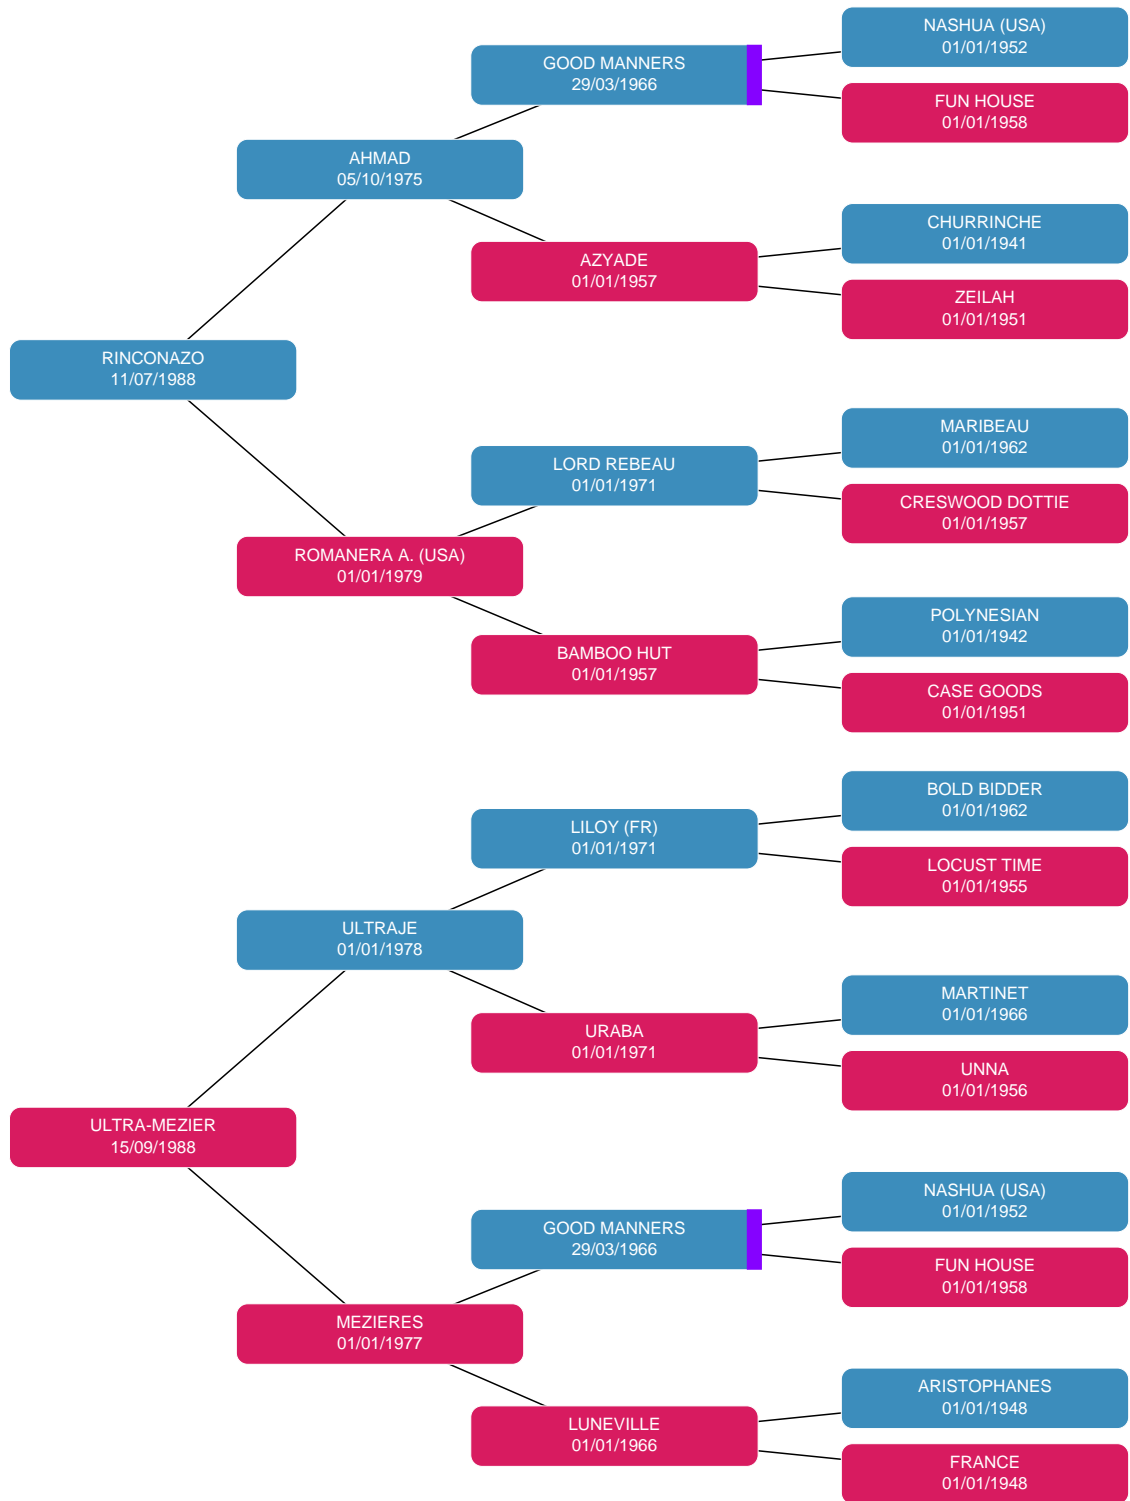 NASHUA (USA)
01/01/1952
GOOD MANNERS
29/03/1966
FUN HOUSE
01/01/1958
AHMAD
05/10/1975
CHURRINCHE
01/01/1941
AZYADE
01/01/1957
ZEILAH
01/01/1951
RINCONAZO
11/07/1988
MARIBEAU
01/01/1962
LORD REBEAU
01/01/1971
CRESWOOD DOTTIE
01/01/1957
ROMANERA A. (USA)
01/01/1979
POLYNESIAN
01/01/1942
BAMBOO HUT
01/01/1957
CASE GOODS
01/01/1951
BOLD BIDDER
01/01/1962
LILOY (FR)
01/01/1971
LOCUST TIME
01/01/1955
ULTRAJE
01/01/1978
MARTINET
01/01/1966
URABA
01/01/1971
UNNA
01/01/1956
ULTRA-MEZIER
15/09/1988
NASHUA (USA)
01/01/1952
GOOD MANNERS
29/03/1966
FUN HOUSE
01/01/1958
MEZIERES
01/01/1977
ARISTOPHANES
01/01/1948
LUNEVILLE
01/01/1966
FRANCE
01/01/1948